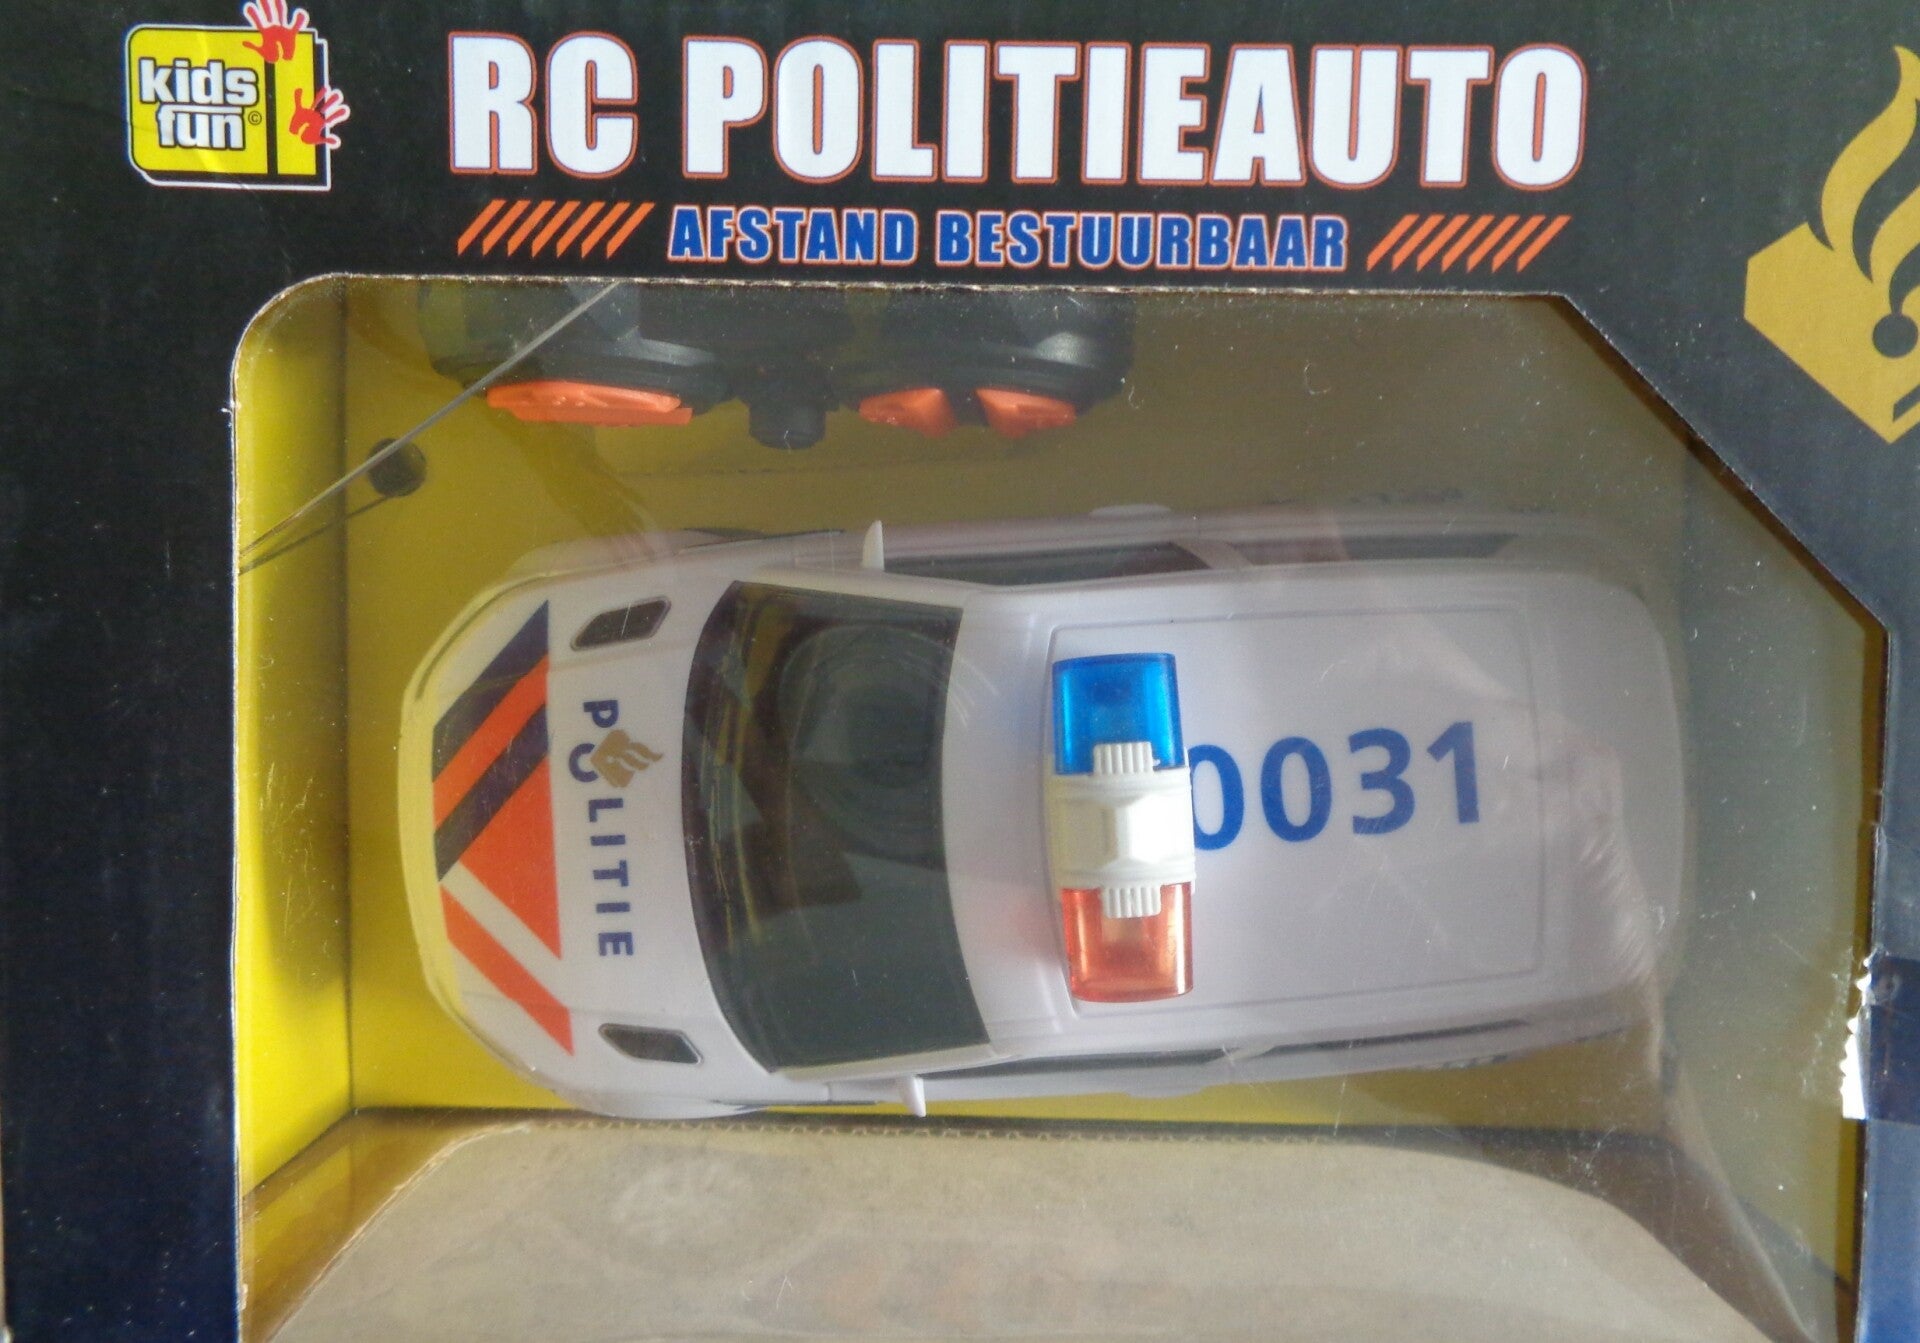 kids
fun©
RC POLITIEAUTO
AFSTAND BESTUURBAAR
POLITIE
0031